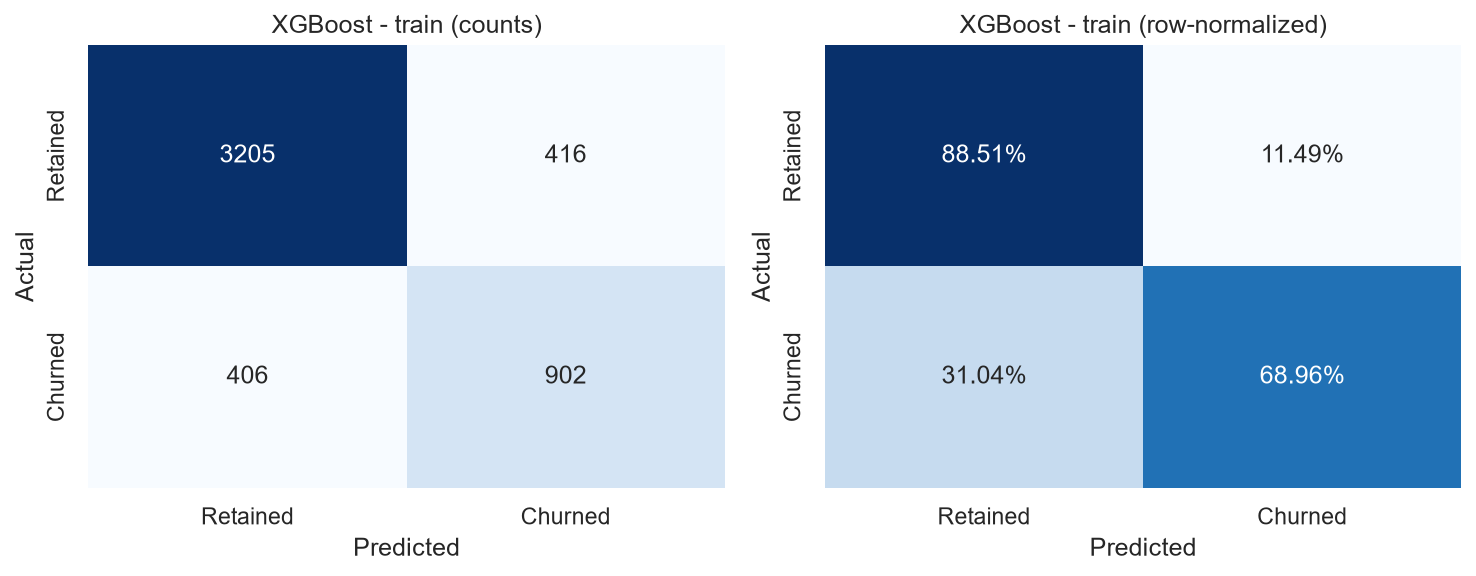 XGBoost - train (counts)
Actual
Retained
Churned
3205
416
406
902
Retained
Churned
Predicted
XGBoost - train (row-normalized)
Actual
Retained
Churned
88.51%
11.49%
31.04%
68.96%
Retained
Churned
Predicted